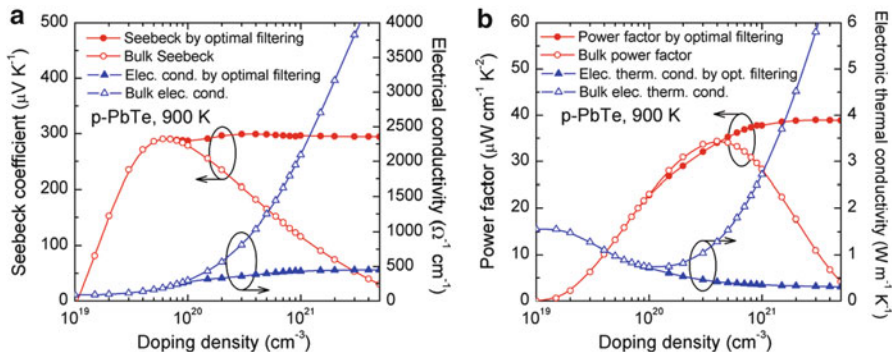 a
Seebeck by optimal filtering
Bulk Seebeck
Elec. cond. by optimal filtering
Bulk elec. cond.
p-PbTe, 900 K
Seebeck coefficient (μV K⁻¹)
500
450
400
350
300
250
200
150
100
50
0
Electrical conductivity (Ω⁻¹ cm⁻¹)
4000
3500
3000
2500
2000
1500
1000
500
0
10¹⁹
10²⁰
10²¹
Doping density (cm⁻³)
b
Power factor by optimal filtering
Bulk power factor
Elec. therm. cond. by opt. filtering
Bulk elec. therm. cond.
p-PbTe, 900 K
Power factor (μW cm⁻¹ K⁻²)
60
50
40
30
20
10
0
Electronic thermal conductivity (W m⁻¹ K⁻¹)
6
5
4
3
2
1
0
10¹⁹
10²⁰
10²¹
Doping density (cm⁻³)